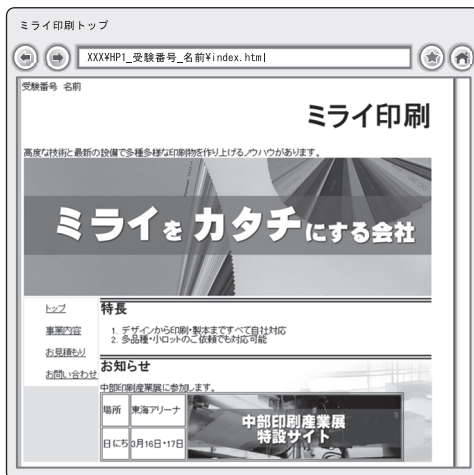 ミライ印刷トップ
XXX¥HP1_受験番号_名前¥index.html
受験番号 名前
ミライ印刷
高度な技術と最新の設備で多種多様な印刷物を作り上げるノウハウがあります。
ミライを カタチにする会社
トップ
事業内容
お見積もり
お問い合わせ
特長
1. デザインから印刷・製本まですべて自社対応
2. 多品種・小ロットのご依頼でも対応可能
お知らせ
中部印刷産業展に参加します。
場所 東海アリーナ
日にち 3月16日・17日
中部印刷産業展
特設サイト